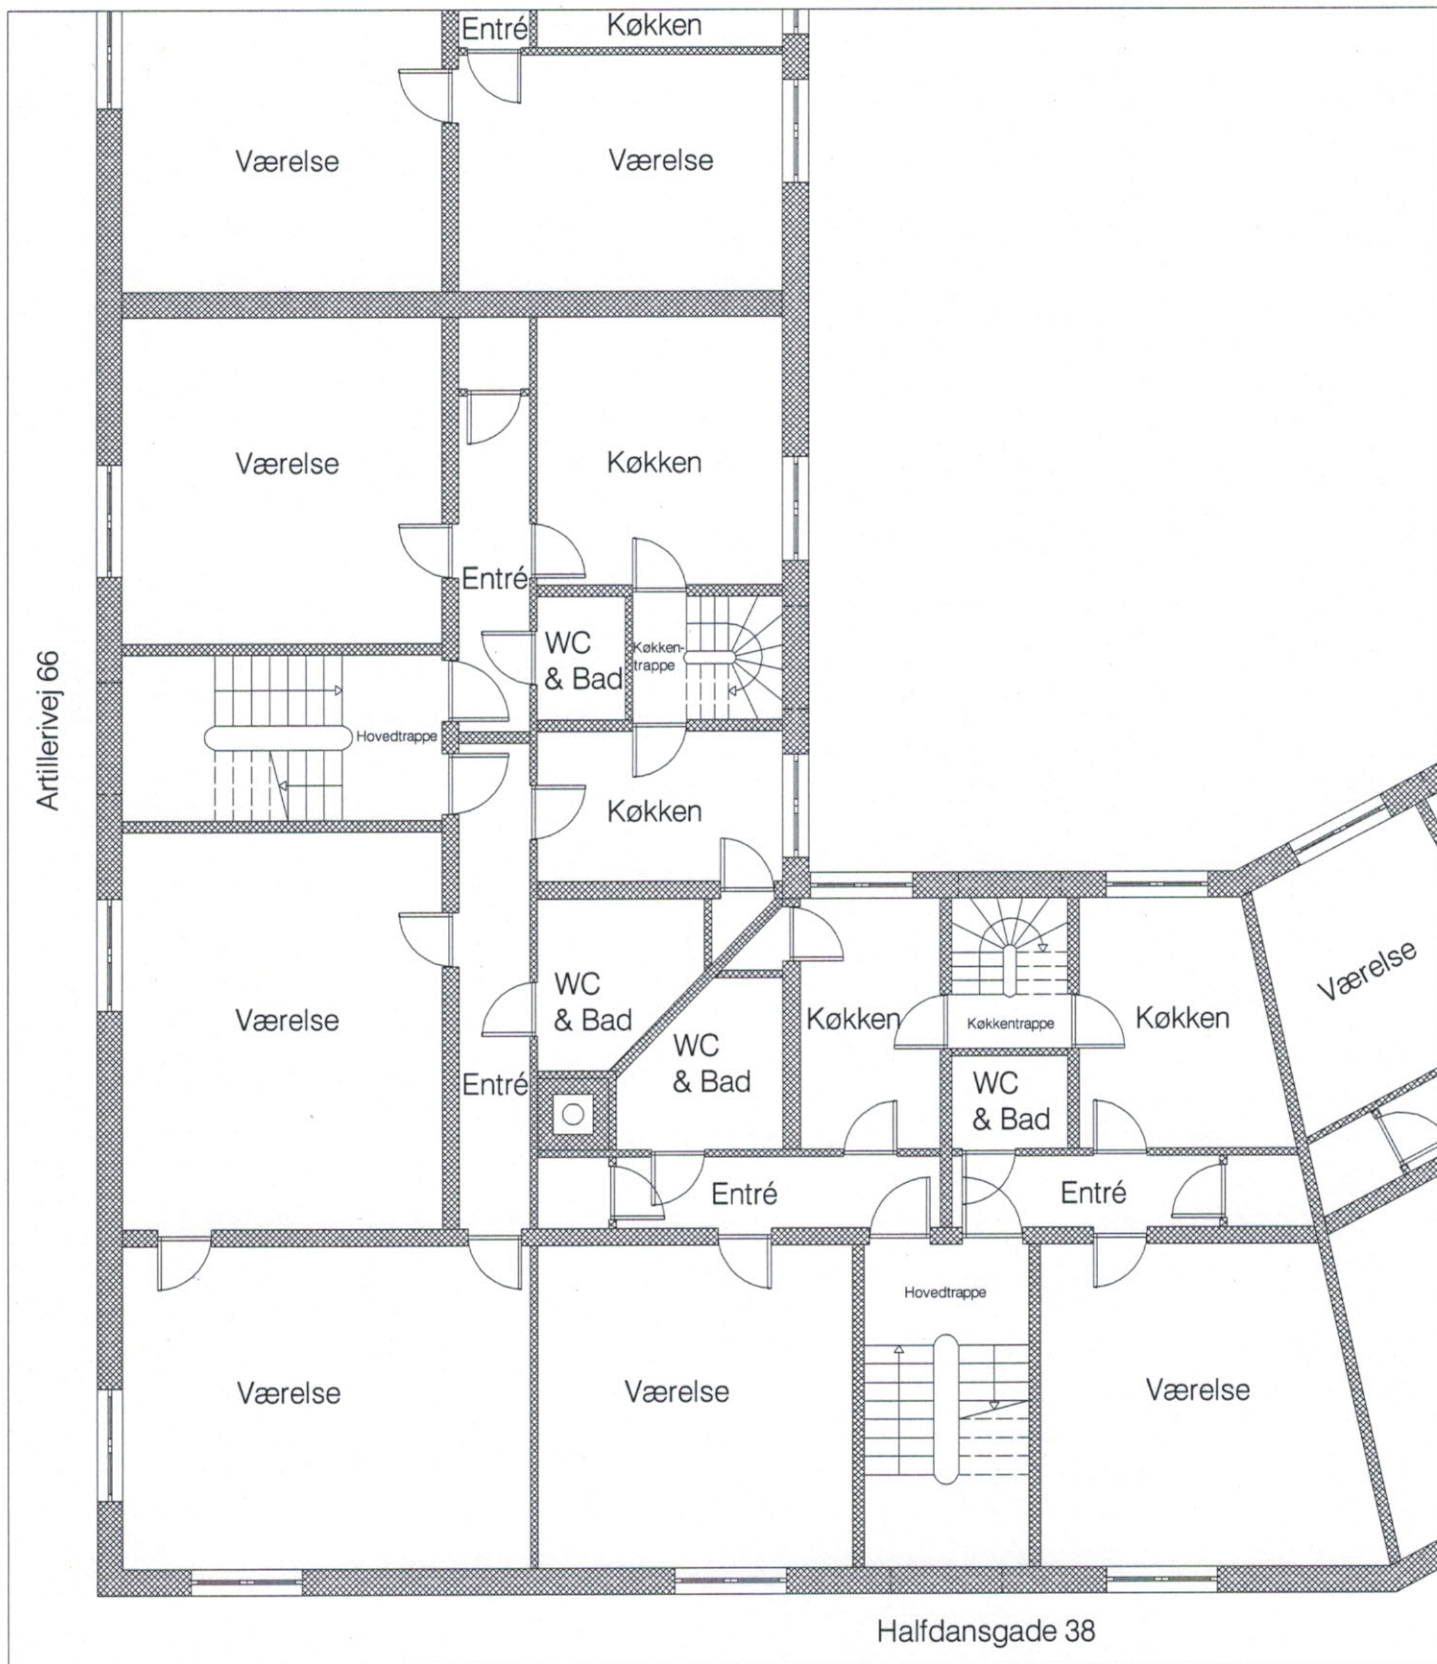 Entré
Køkken
Værelse
Værelse
Værelse
Køkken
Entré
WC
& Bad
Køkken-
trappe
Artillerivej 66
Hovedtrappe
Køkken
Værelse
WC
& Bad
Entré
WC
& Bad
Køkken
Køkkentrappe
Køkken
Værelse
WC
& Bad
Entré
Entré
Hovedtrappe
Værelse
Værelse
Værelse
Halfdansgade 38